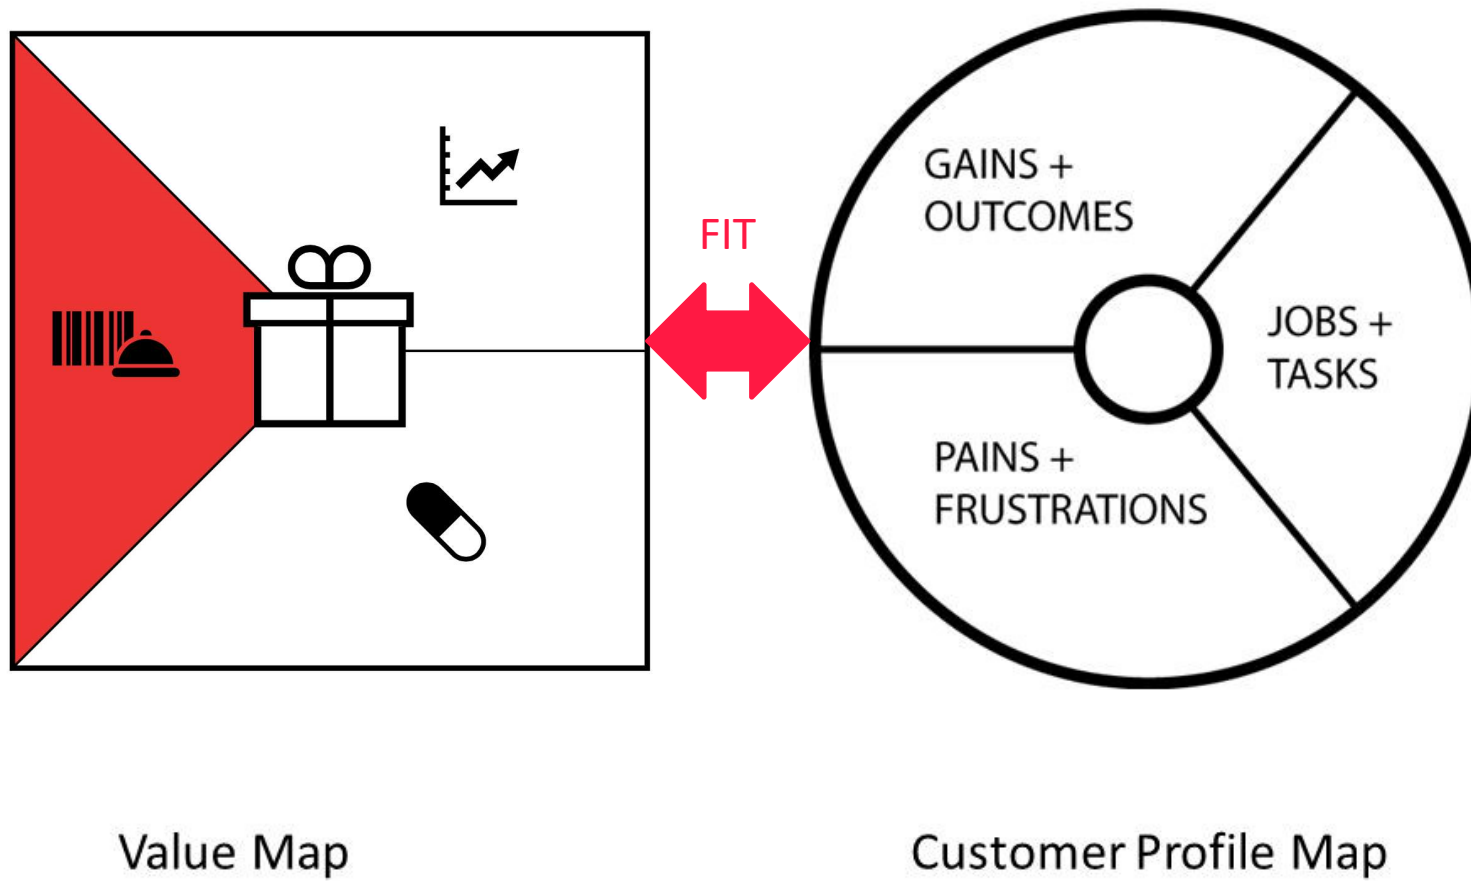 FIT
GAINS +
OUTCOMES
JOBS +
TASKS
PAINS +
FRUSTRATIONS
Value Map
Customer Profile Map